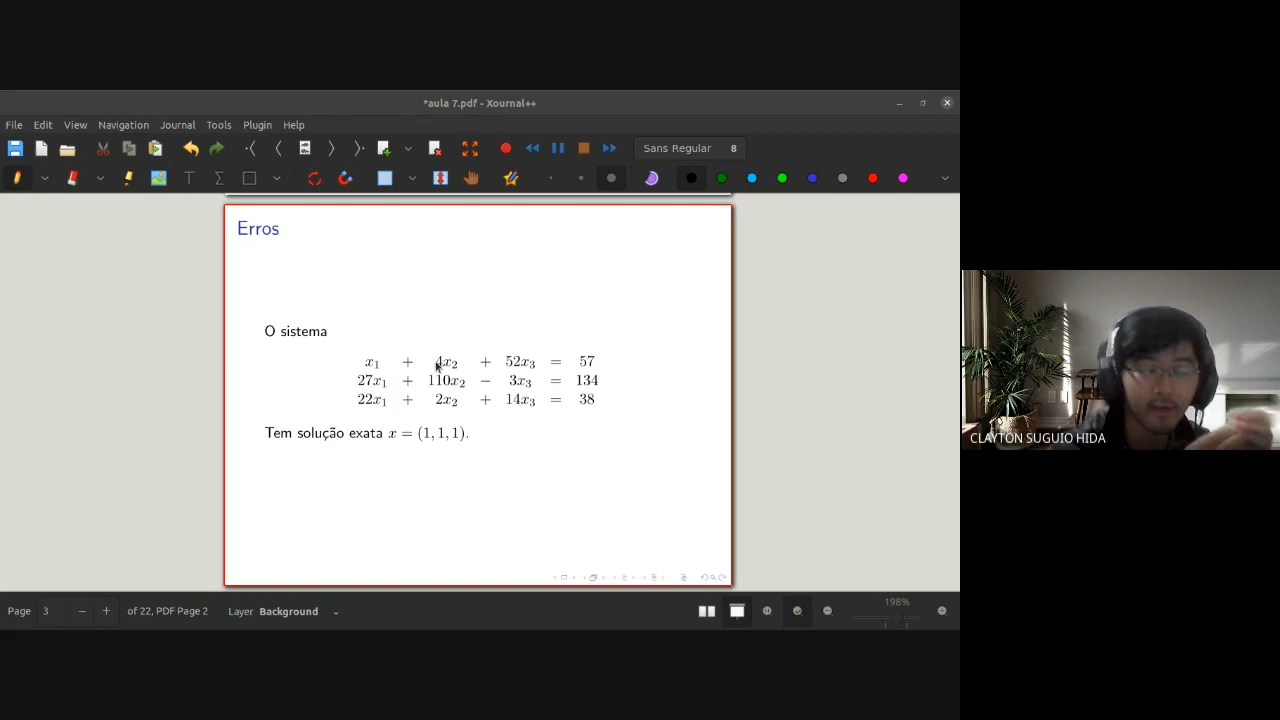 *aula 7.pdf - Xournal++
File Edit View Navigation Journal Tools Plugin Help
Sans Regular 8
Erros
O sistema
x₁ + 4x₂ + 52x₃ = 57
27x₁ + 110x₂ − 3x₃ = 134
22x₁ + 2x₂ + 14x₃ = 38
Tem solução exata x = (1, 1, 1).
CLAYTON SUGUIO HIDA
Page 3 of 22, PDF Page 2 Layer Background 198%